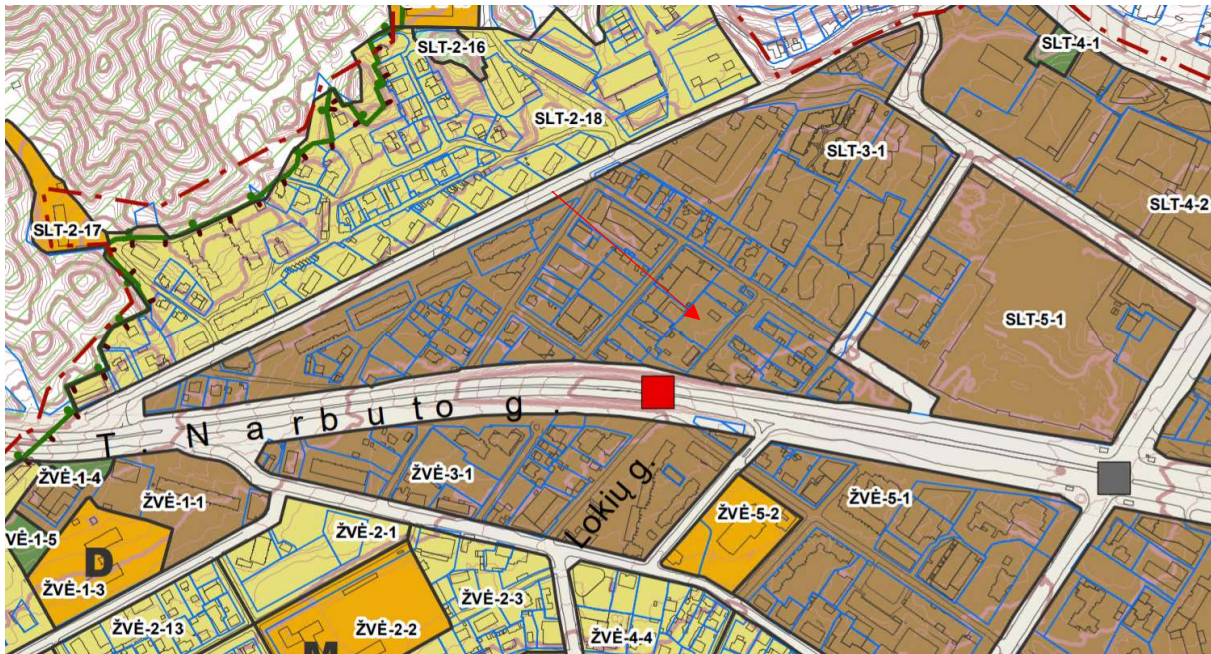 SLT-2-16
SLT-4-1
SLT-2-18
SLT-3-1
SLT-4-2
SLT-2-17
SLT-5-1
T. Narbuto g.
ŽVĖ-1-4
ŽVĖ-3-1
Lokių g.
ŽVĖ-1-1
ŽVĖ-5-1
ŽVĖ-5-2
VĖ-1-5
ŽVĖ-2-1
D
ŽVĖ-1-3
ŽVĖ-2-3
ŽVĖ-2-13
ŽVĖ-2-2
ŽVĖ-4-4
M